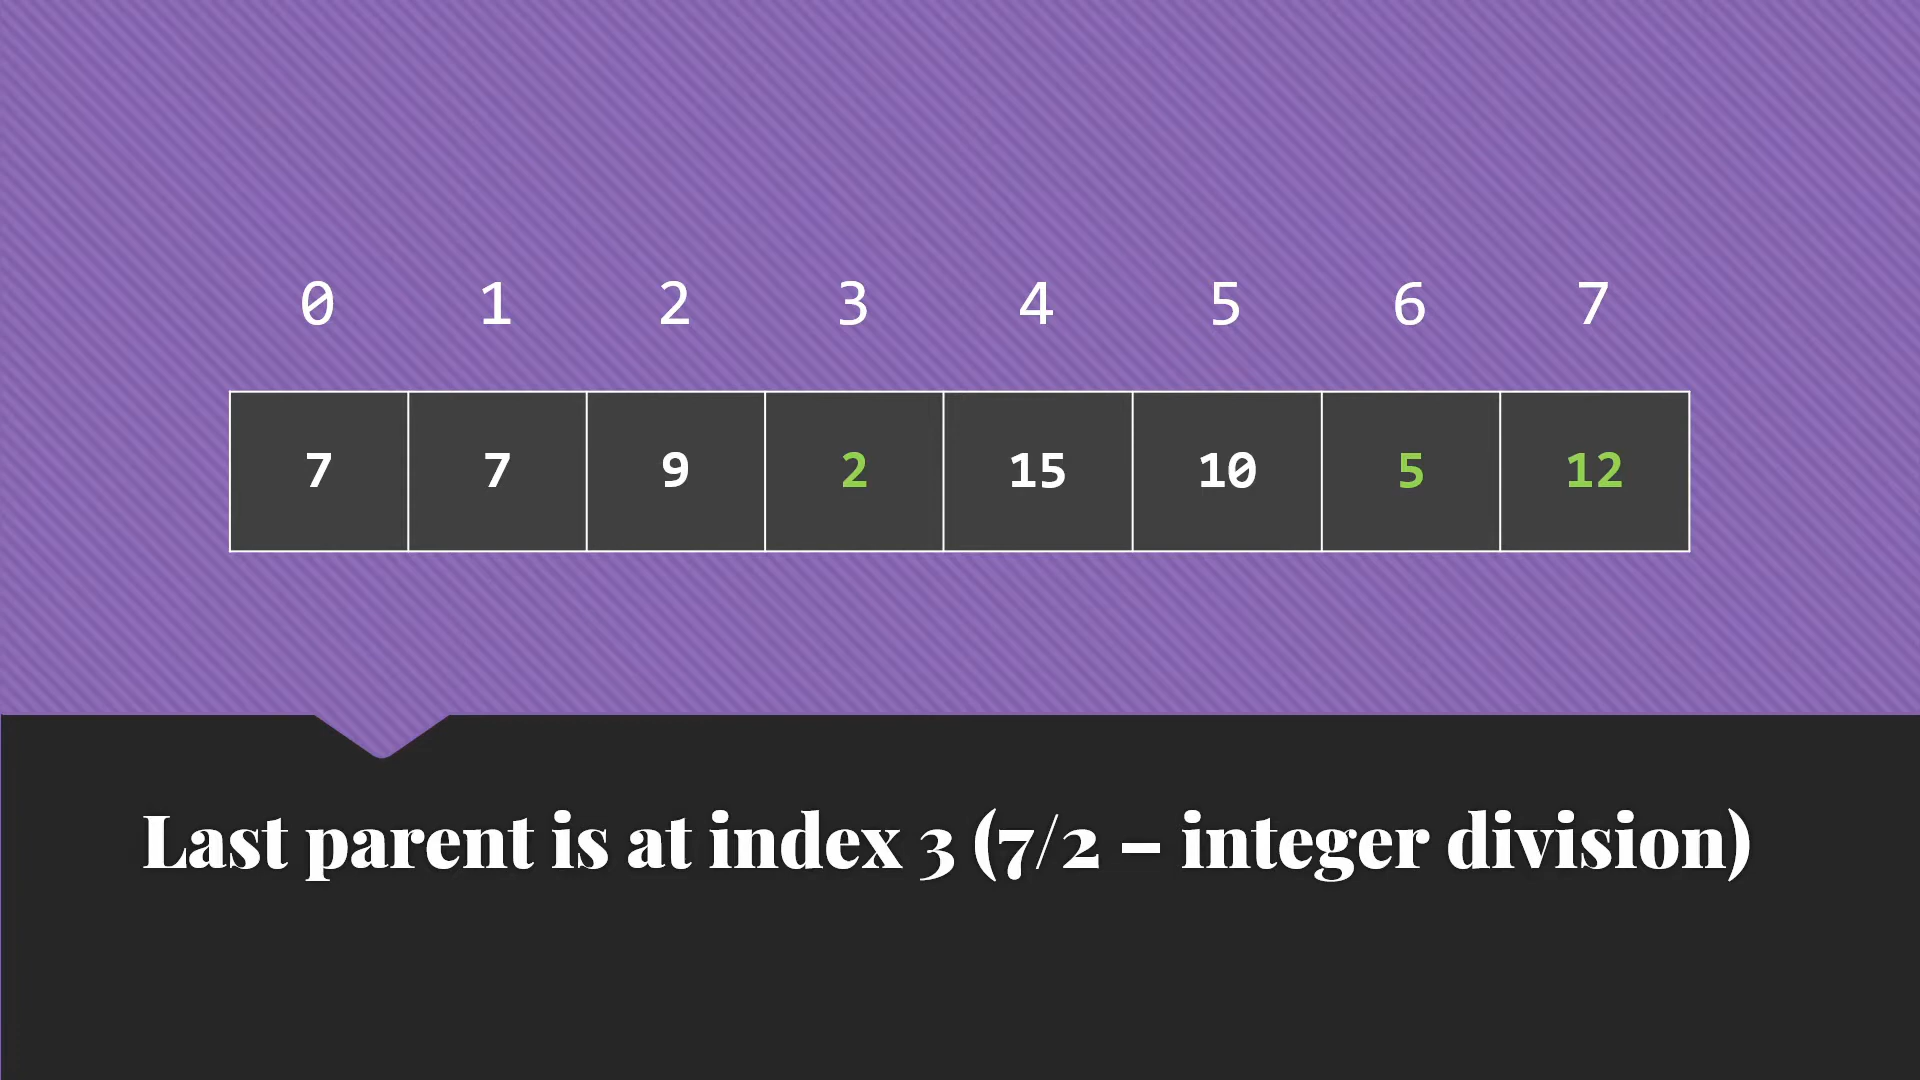 0 1 2 3 4 5 6 7
7 7 9 2 15 10 5 12
Last parent is at index 3 (7/2 – integer division)